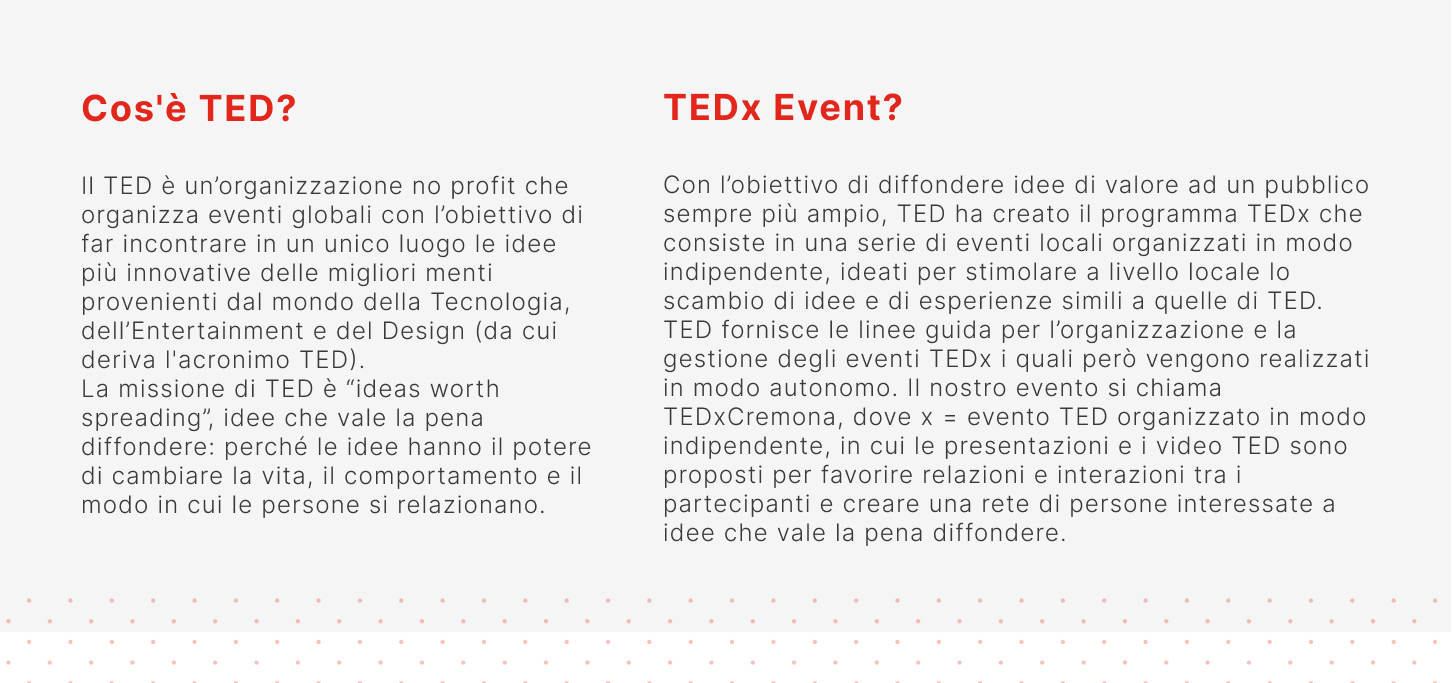 Cos'è TED?
Il TED è un’organizzazione no profit che
organizza eventi globali con l’obiettivo di
far incontrare in un unico luogo le idee
più innovative delle migliori menti
provenienti dal mondo della Tecnologia,
dell’Entertainment e del Design (da cui
deriva l'acronimo TED).
La missione di TED è “ideas worth
spreading”, idee che vale la pena
diffondere: perché le idee hanno il potere
di cambiare la vita, il comportamento e il
modo in cui le persone si relazionano.
TEDx Event?
Con l’obiettivo di diffondere idee di valore ad un pubblico
sempre più ampio, TED ha creato il programma TEDx che
consiste in una serie di eventi locali organizzati in modo
indipendente, ideati per stimolare a livello locale lo
scambio di idee e di esperienze simili a quelle di TED.
TED fornisce le linee guida per l’organizzazione e la
gestione degli eventi TEDx i quali però vengono realizzati
in modo autonomo. Il nostro evento si chiama
TEDxCremona, dove x = evento TED organizzato in modo
indipendente, in cui le presentazioni e i video TED sono
proposti per favorire relazioni e interazioni tra i
partecipanti e creare una rete di persone interessate a
idee che vale la pena diffondere.